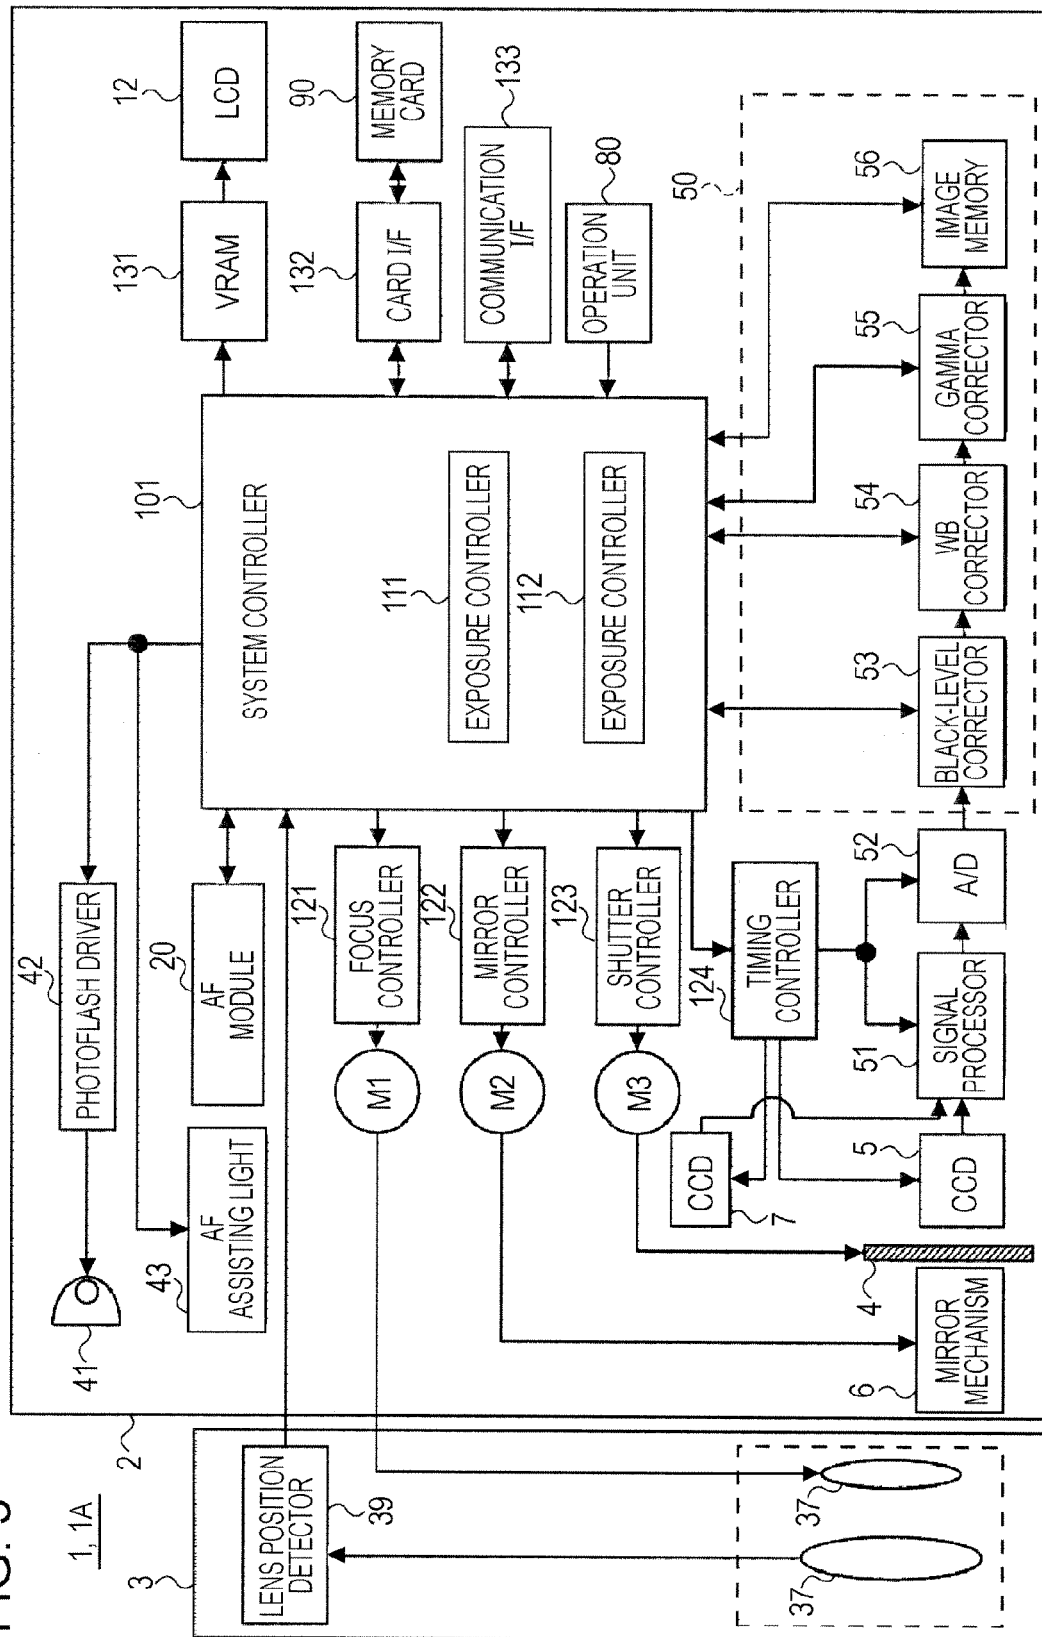 FIG.
1, 1A
3
2
41
42
PHOTOFLASH DRIVER
43
AF
ASSISTING LIGHT
20
AF
MODULE
LENS POSITION
DETECTOR
39
101
SYSTEM CONTROLLER
111
EXPOSURE CONTROLLER
112
EXPOSURE CONTROLLER
131
VRAM
12
LCD
132
CARD I/F
90
MEMORY
CARD
COMMUNICATION
I/F
133
OPERATION
UNIT
80
M1
121
FOCUS
CONTROLLER
M2
122
MIRROR
CONTROLLER
M3
123
SHUTTER
CONTROLLER
124
TIMING
CONTROLLER
CCD
7
50
37
37
6
MIRROR
MECHANISM
4
5
CCD
51
SIGNAL
PROCESSOR
52
A/D
53
BLACK-LEVEL
CORRECTOR
54
WB
CORRECTOR
55
GAMMA
CORRECTOR
56
IMAGE
MEMORY